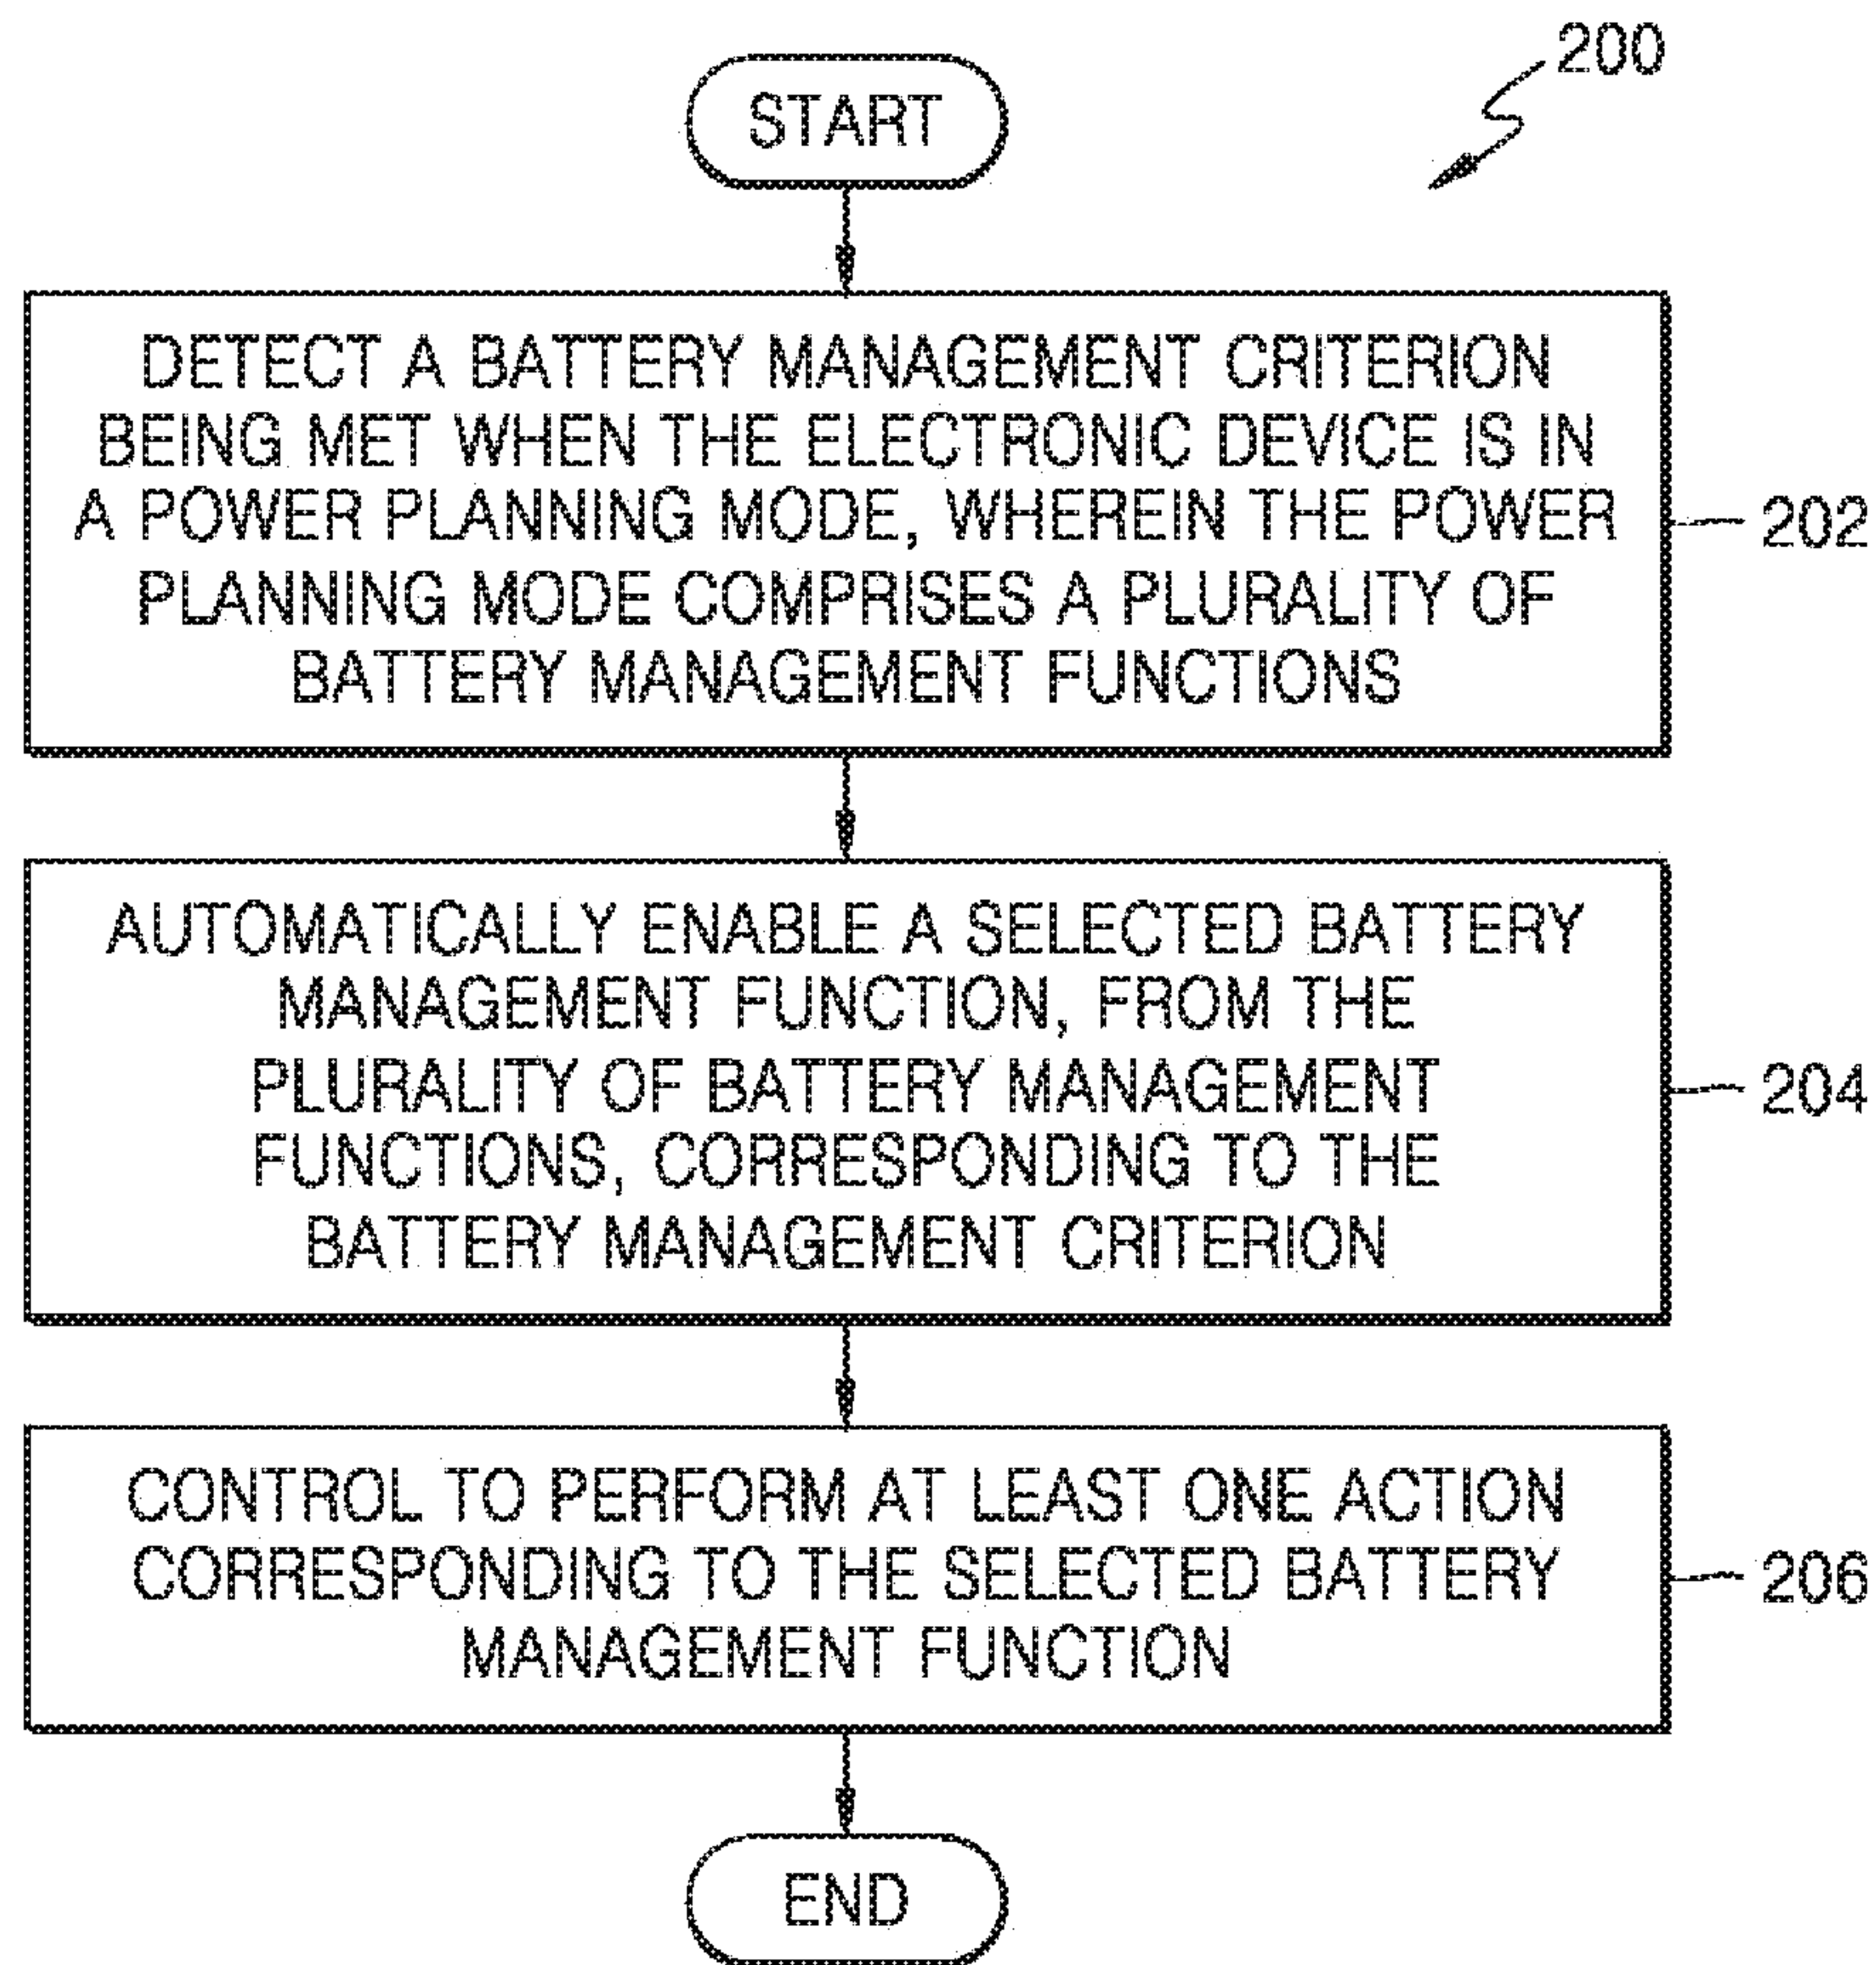 200
START
DETECT A BATTERY MANAGEMENT CRITERION
BEING MET WHEN THE ELECTRONIC DEVICE IS IN
A POWER PLANNING MODE, WHEREIN THE POWER
PLANNING MODE COMPRISES A PLURALITY OF
BATTERY MANAGEMENT FUNCTIONS
202
AUTOMATICALLY ENABLE A SELECTED BATTERY
MANAGEMENT FUNCTION, FROM THE
PLURALITY OF BATTERY MANAGEMENT
FUNCTIONS, CORRESPONDING TO THE
BATTERY MANAGEMENT CRITERION
204
CONTROL TO PERFORM AT LEAST ONE ACTION
CORRESPONDING TO THE SELECTED BATTERY
MANAGEMENT FUNCTION
206
END